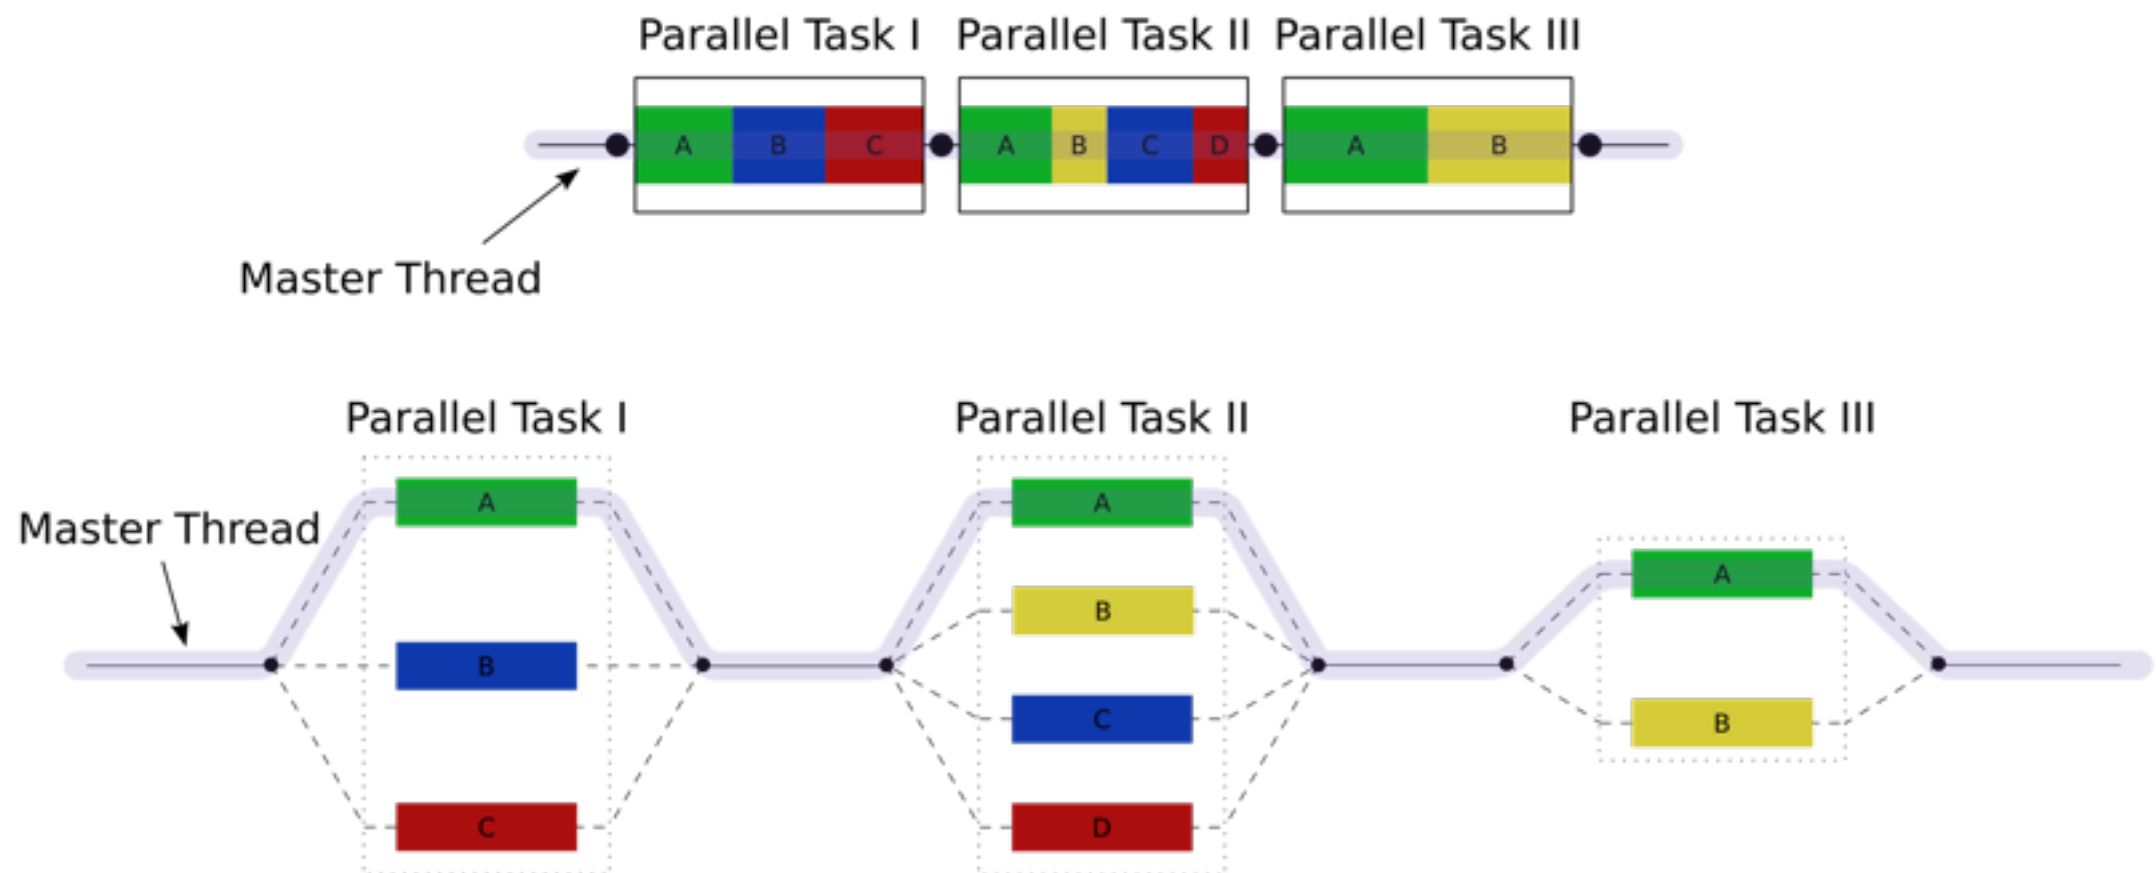 Parallel Task I Parallel Task II Parallel Task III
A B C A B C D A B
Master Thread
Parallel Task I Parallel Task II Parallel Task III
A A
Master Thread
A
B
B
C
B
C D